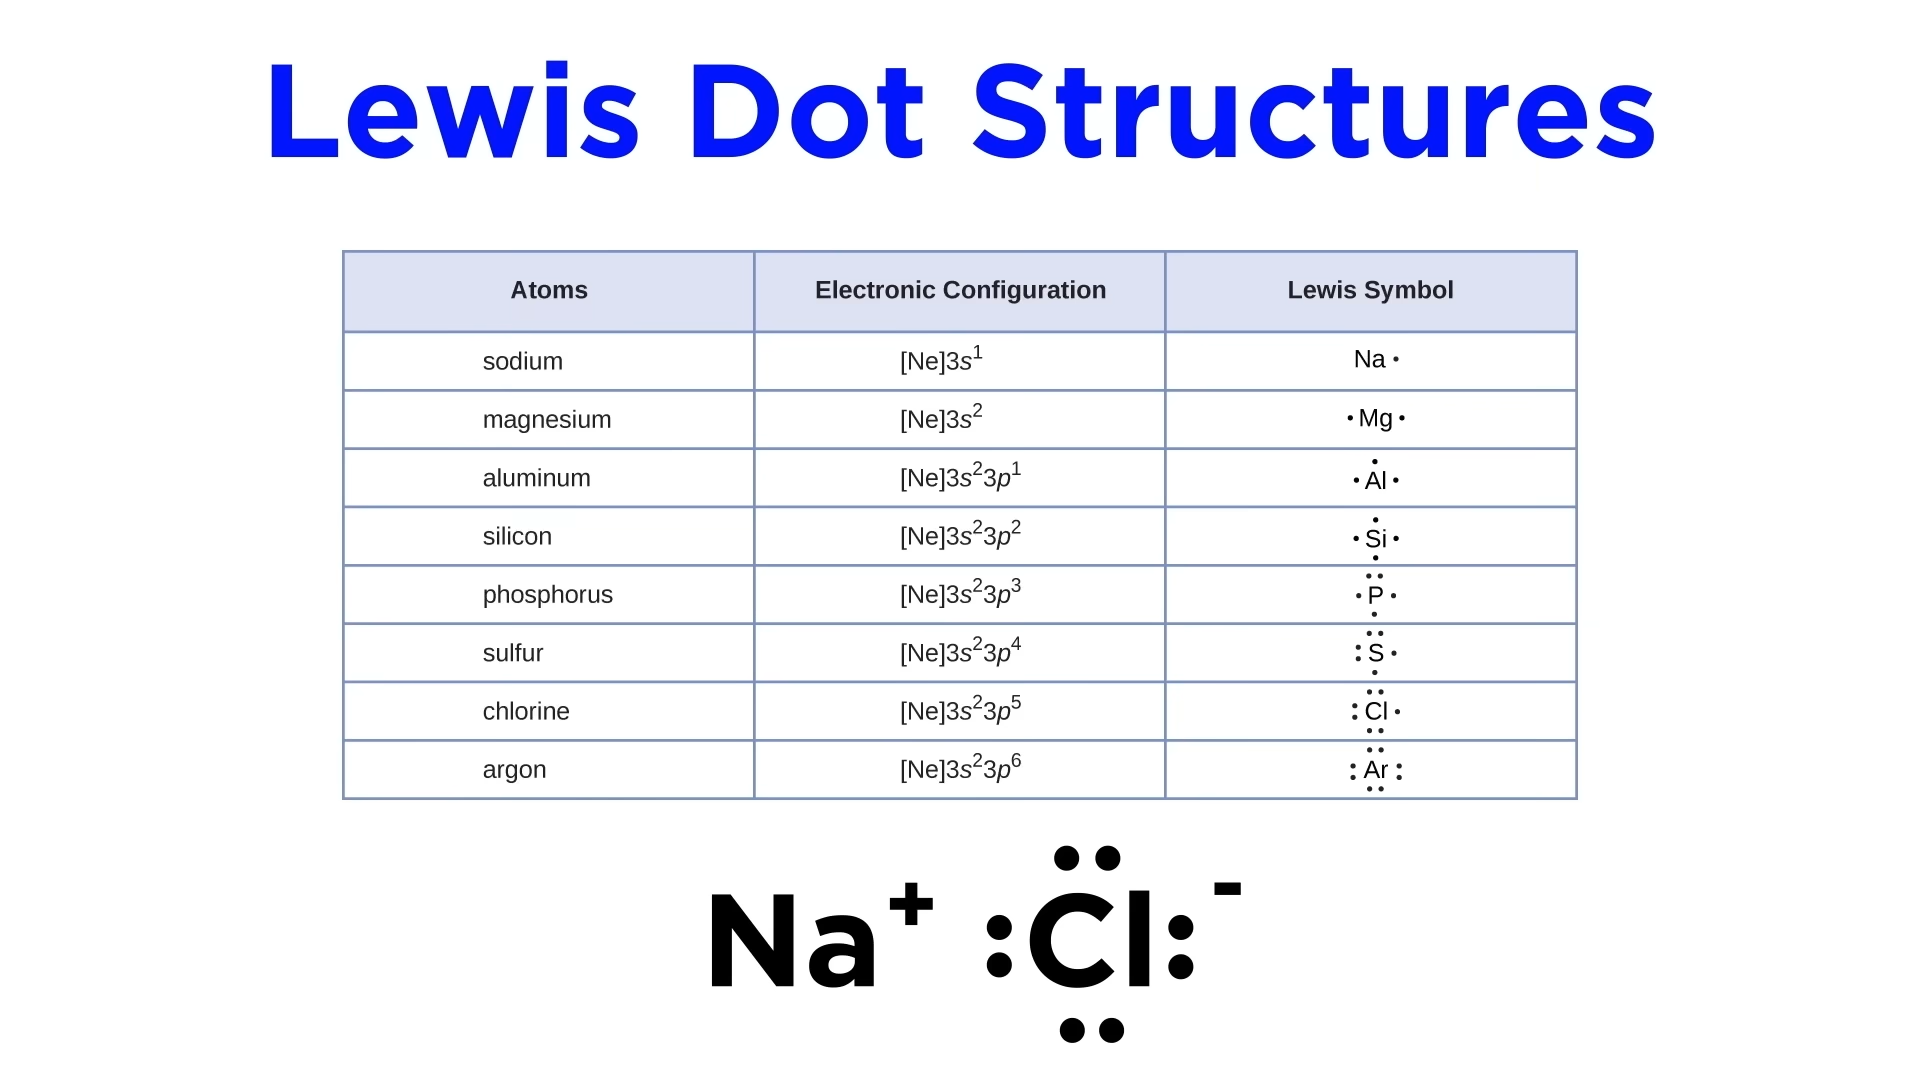 Lewis Dot Structures
Atoms Electronic Configuration Lewis Symbol
sodium [Ne]3s¹ Na·
magnesium [Ne]3s² ·Mg·
aluminum [Ne]3s²3p¹ ·Al·
silicon [Ne]3s²3p² ·Si·
phosphorus [Ne]3s²3p³ ·P·
sulfur [Ne]3s²3p⁴ :S·
chlorine [Ne]3s²3p⁵ :Cl·
argon [Ne]3s²3p⁶ :Ar:
Na⁺ :Cl:⁻